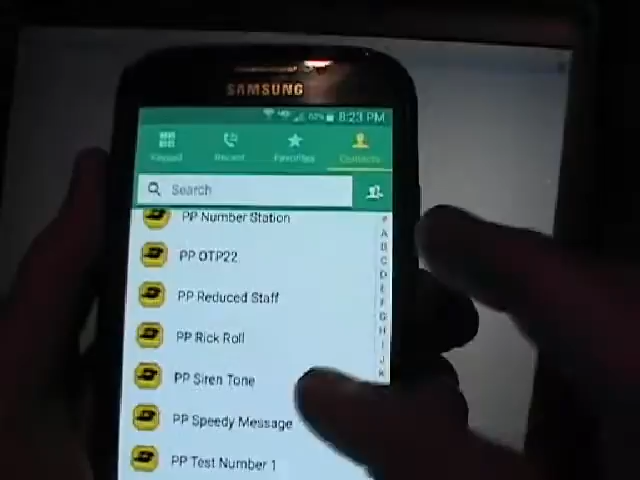 SAMSUNG
62% 8:23 PM
Keypad Recent Favorites Contacts
Search
PP Number Station
PP OTP22
PP Reduced Staff
PP Rick Roll
PP Siren Tone
PP Speedy Message
PP Test Number 1
#
A
B
C
D
E
F
G
H
I
J
K